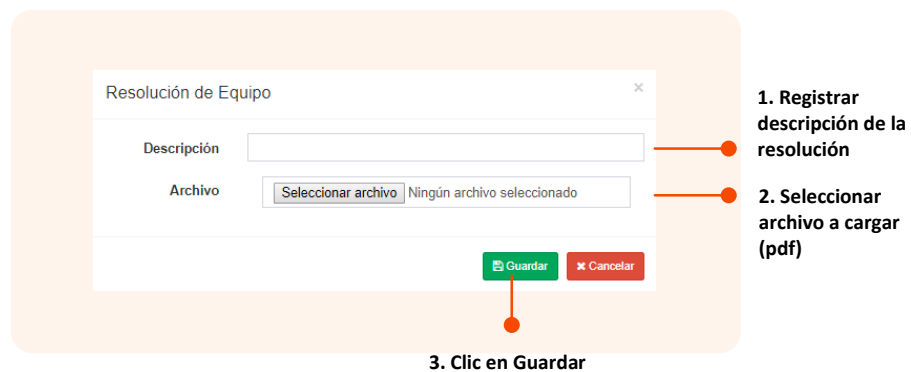 Resolución de Equipo
×
Descripción
Archivo
Seleccionar archivo Ningún archivo seleccionado
Guardar
Cancelar
1. Registrar
descripción de la
resolución
2. Seleccionar
archivo a cargar
(pdf)
3. Clic en Guardar